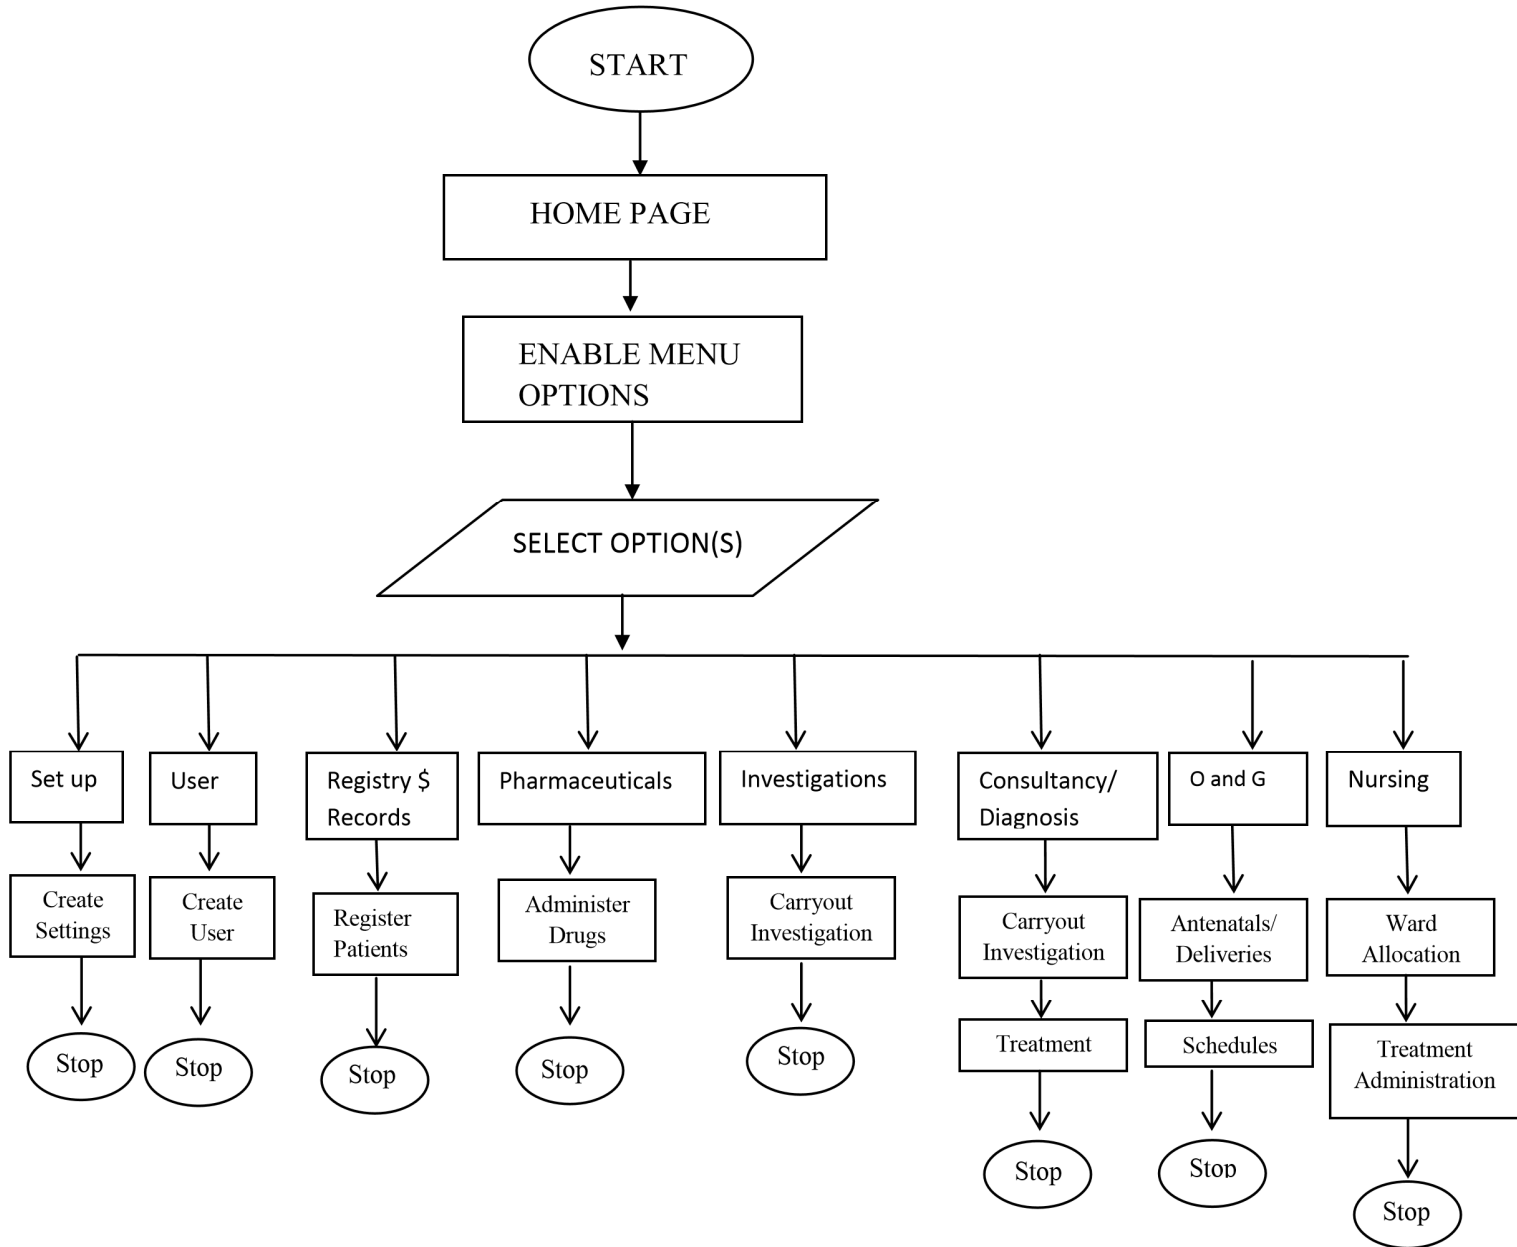 START
HOME PAGE
ENABLE MENU
OPTIONS
SELECT OPTION(S)
Set up
User
Registry $
Records
Pharmaceuticals
Investigations
Consultancy/
Diagnosis
O and G
Nursing
Create
Settings
Create
User
Register
Patients
Administer
Drugs
Carryout
Investigation
Carryout
Investigation
Antenatals/
Deliveries
Ward
Allocation
Treatment
Schedules
Treatment
Administration
Stop
Stop
Stop
Stop
Stop
Stop
Stop
Stop